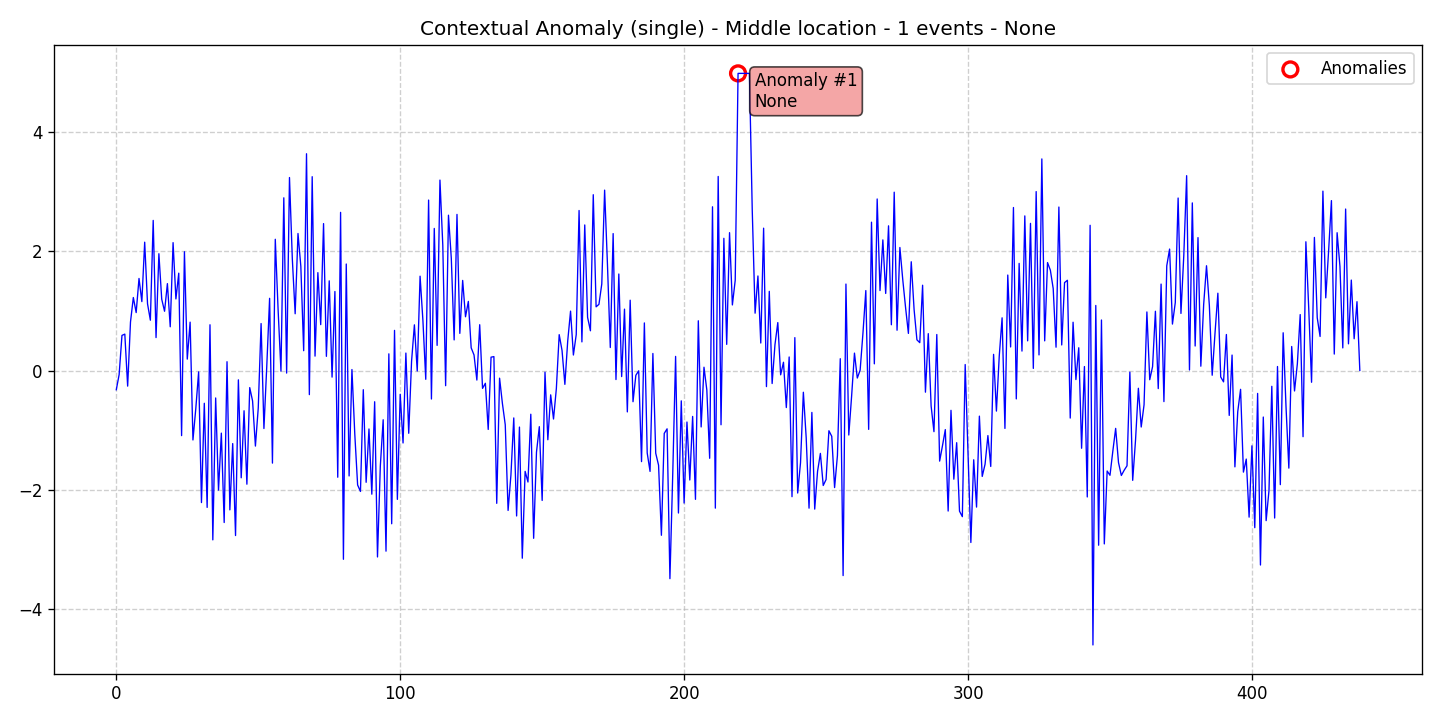 Contextual Anomaly (single) - Middle location - 1 events - None
Anomalies
Anomaly #1
None
4
2
0
−2
−4
0
100
200
300
400